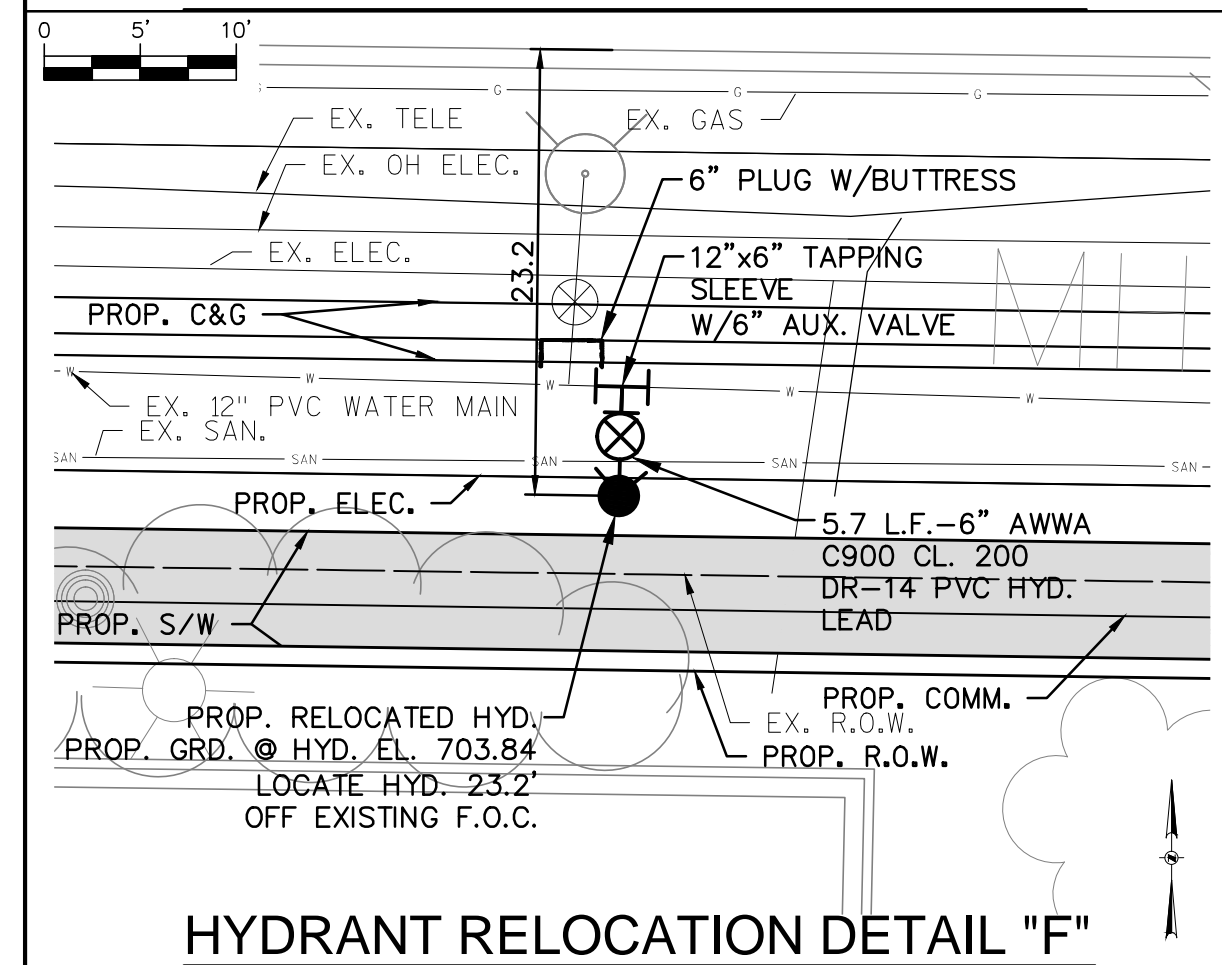 0 5' 10'
G G G
EX. TELE
EX. GAS
EX. OH ELEC.
6" PLUG W/BUTTRESS
EX. ELEC.
23.2
12"x6" TAPPING
SLEEVE
W/6" AUX. VALVE
PROP. C&G
W W W W W
EX. 12" PVC WATER MAIN
EX. SAN.
SAN SAN SAN SAN SAN
PROP. ELEC.
5.7 L.F.-6" AWWA
C900 CL. 200
DR-14 PVC HYD.
LEAD
PROP. S/W
PROP. COMM.
EX. R.O.W.
PROP. R.O.W.
PROP. RELOCATED HYD.
PROP. GRD. @ HYD. EL. 703.84
LOCATE HYD. 23.2'
OFF EXISTING F.O.C.
Z
HYDRANT RELOCATION DETAIL "F"